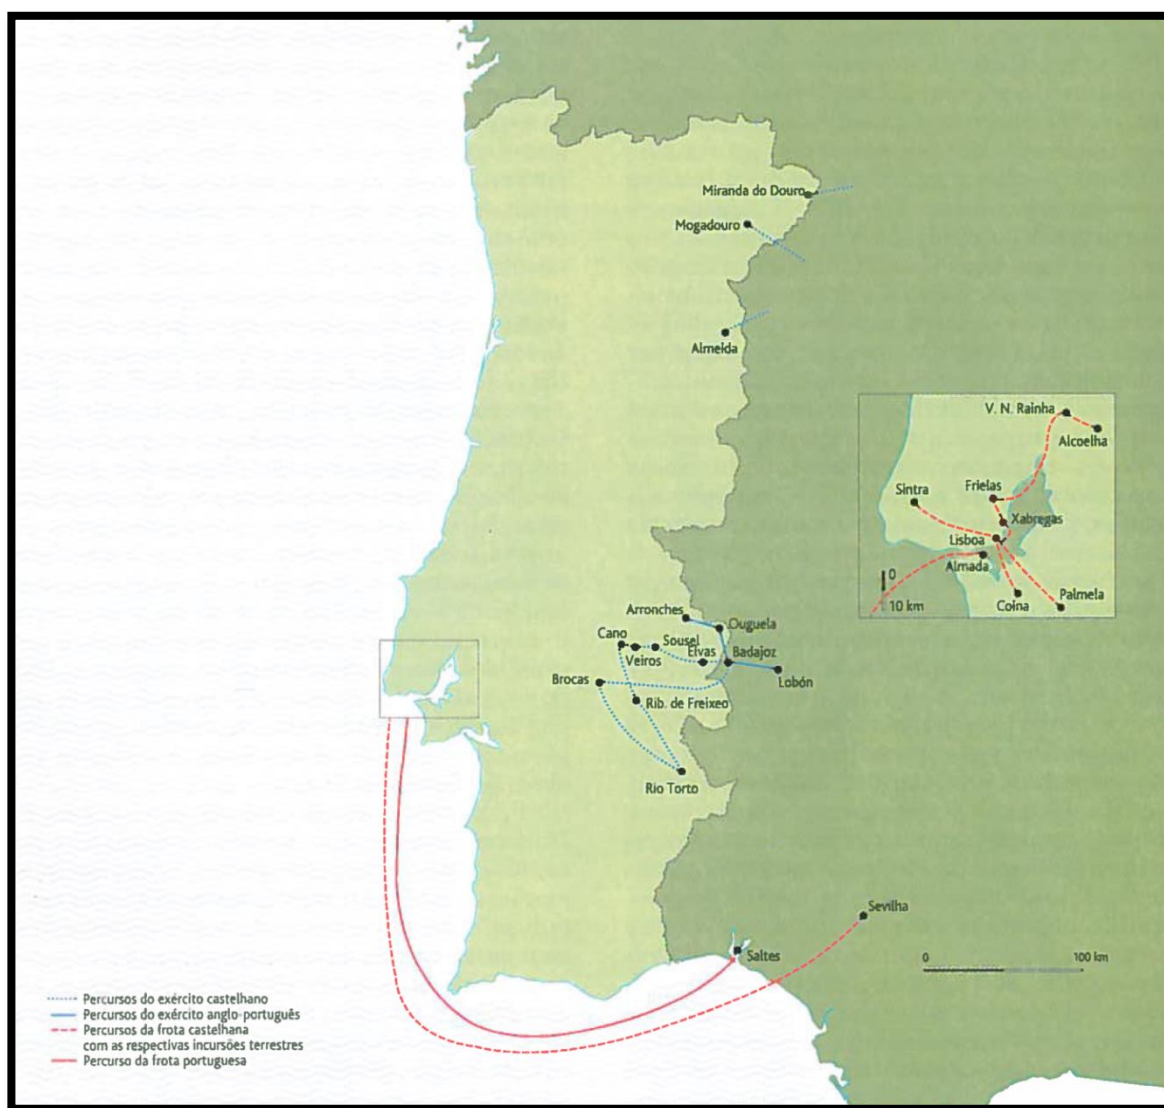 Miranda do Douro
Mogadouro
Almeida
V. N. Rainha
Alcoelha
Sintra
Frielas
Xabregas
Lisboa
Almada
0
10 km
Coina
Palmela
Arronches
Ouguela
Cano
Sousel
Elvas
Badajoz
Veiros
Brocas
Lobón
Rib. de Freixeo
Rio Torto
Sevilha
Saltes
0
100 km
Percursos do exército castelhano
Percursos do exército anglo-português
Percursos da frota castelhana
com as respectivas incursões terrestres
Percurso da frota portuguesa